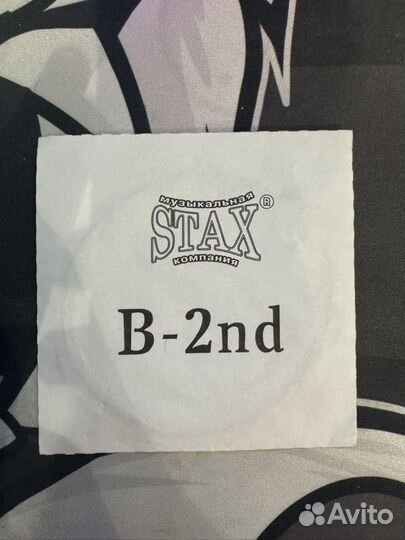 музыкальная
STAX®
компания
B-2nd
Avito